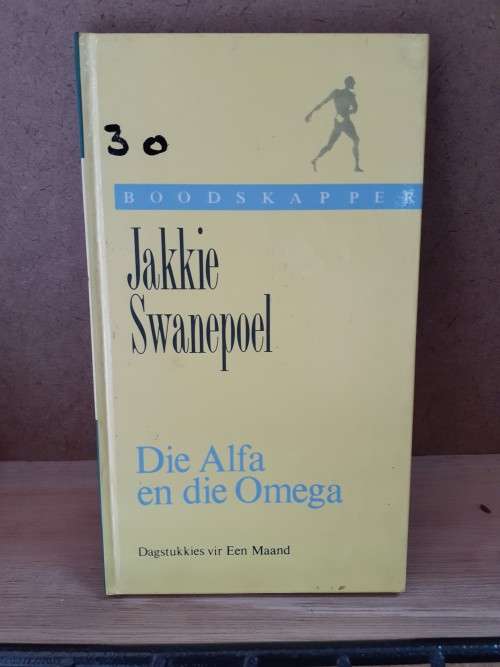 30
BOODSKAPPER
Jakkie
Swanepoel
Die Alfa
en die Omega
Dagstukkies vir Een Maand